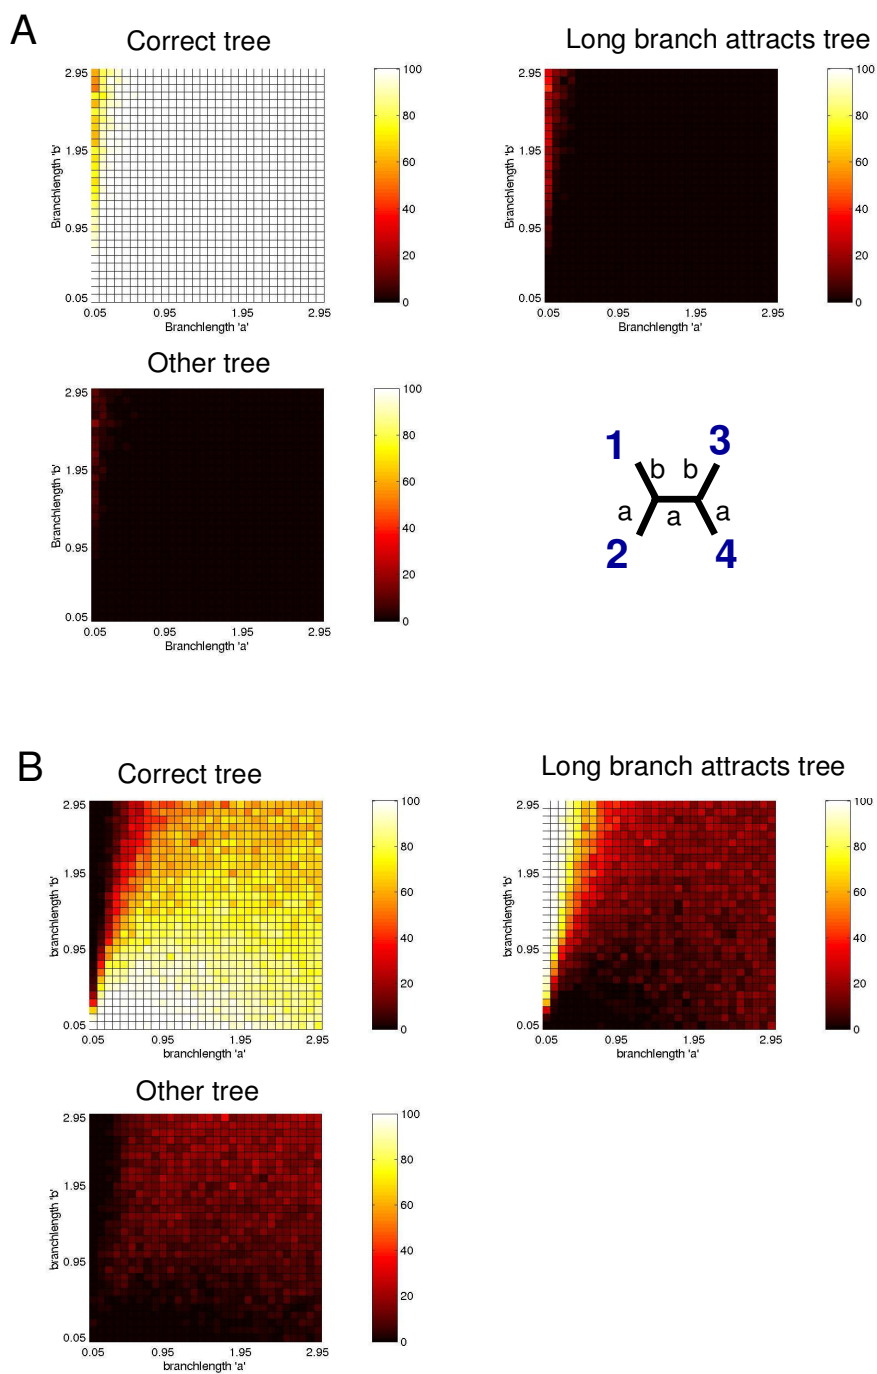 A
Correct tree
Long branch attracts tree
2.95
1.95
0.95
0.05
Branchlength 'b'
0.05 0.95 1.95 2.95
Branchlength 'a'
100
80
60
40
20
0
2.95
1.95
0.95
0.05
Branchlength 'b'
0.05 0.95 1.95 2.95
Branchlength 'a'
100
80
60
40
20
0
Other tree
2.95
1.95
0.95
0.05
Branchlength 'b'
0.05 0.95 1.95 2.95
Branchlength 'a'
100
80
60
40
20
0
1 3
b b
a a a
2 4
B
Correct tree
Long branch attracts tree
2.95
1.95
0.95
0.05
branchlength 'b'
0.05 0.95 1.95 2.95
branchlength 'a'
100
80
60
40
20
0
2.95
1.95
0.95
0.05
branchlength 'b'
0.05 0.95 1.95 2.95
branchlength 'a'
100
80
60
40
20
0
Other tree
2.95
1.95
0.95
0.05
branchlength 'b'
0.05 0.95 1.95 2.95
branchlength 'a'
100
80
60
40
20
0